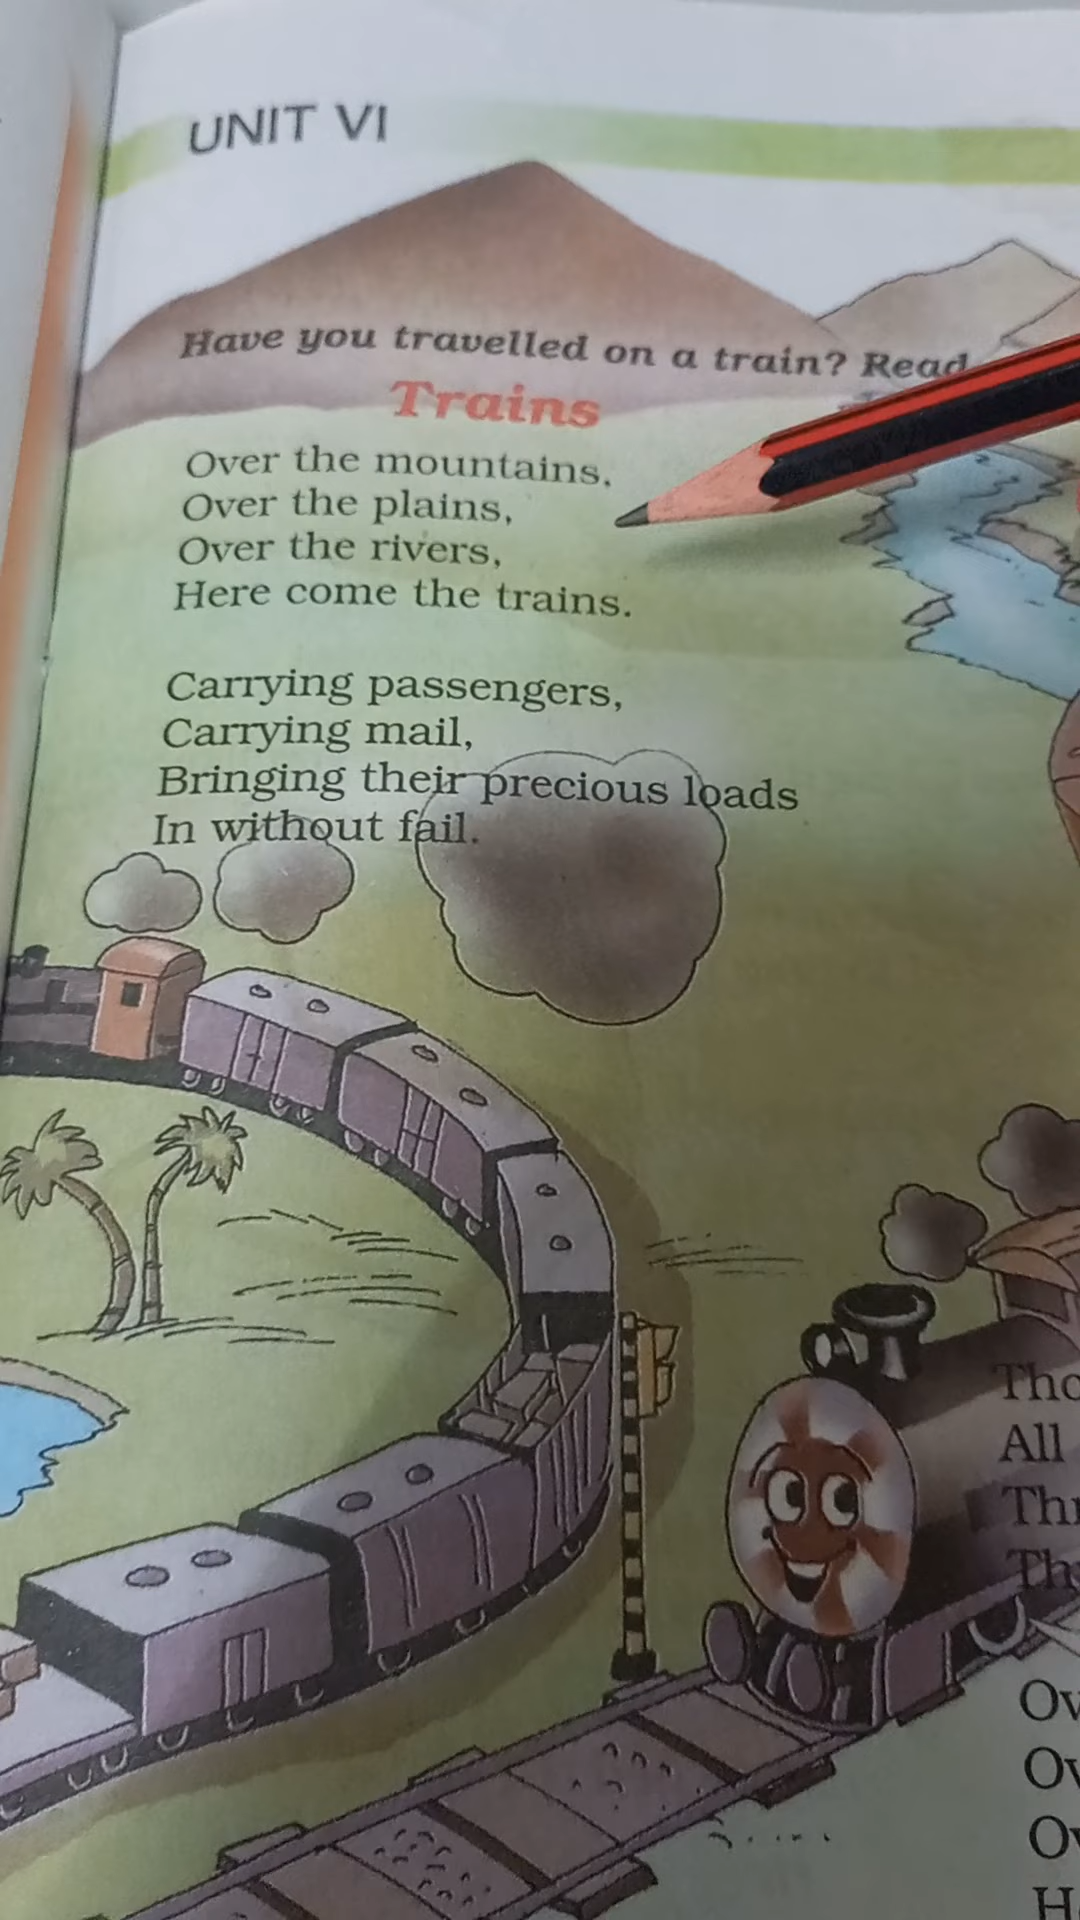 UNIT VI
Have you travelled on a train? Read
Trains
Over the mountains,
Over the plains,
Over the rivers,
Here come the trains.
Carrying passengers,
Carrying mail,
Bringing their precious loads
In without fail.
All